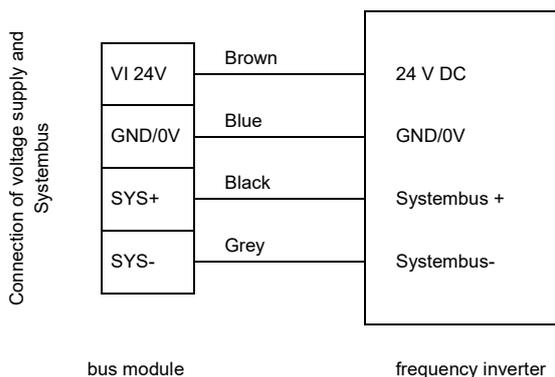 Connection of voltage supply and
Systembus
VI 24V
Brown
24 V DC
GND/0V
Blue
GND/0V
SYS+
Black
Systembus +
SYS-
Grey
Systembus-
bus module
frequency inverter